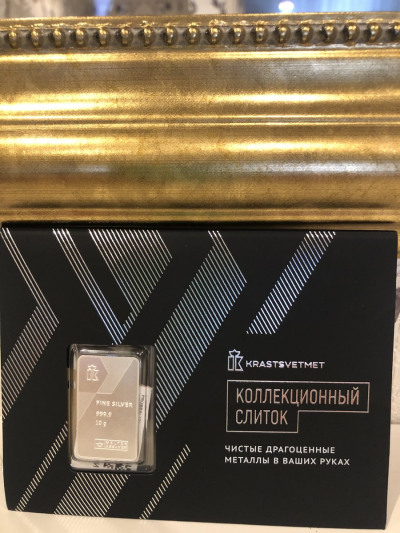 KRASTSVETMET
КОЛЛЕКЦИОННЫЙ
СЛИТОК
ЧИСТЫЕ ДРАГОЦЕННЫЕ
МЕТАЛЛЫ В ВАШИХ РУКАХ
FINE SILVER
999.9
10 g